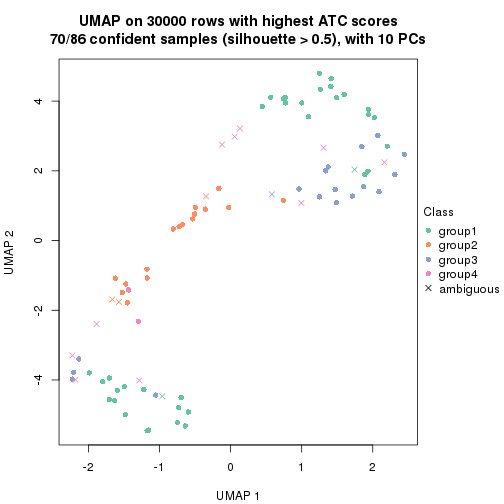 UMAP on 30000 rows with highest ATC scores
70/86 confident samples (silhouette > 0.5), with 10 PCs
4
2
0
-2
-4
UMAP 2
-2
-1
0
1
2
UMAP 1
Class
group1
group2
group3
group4
ambiguous